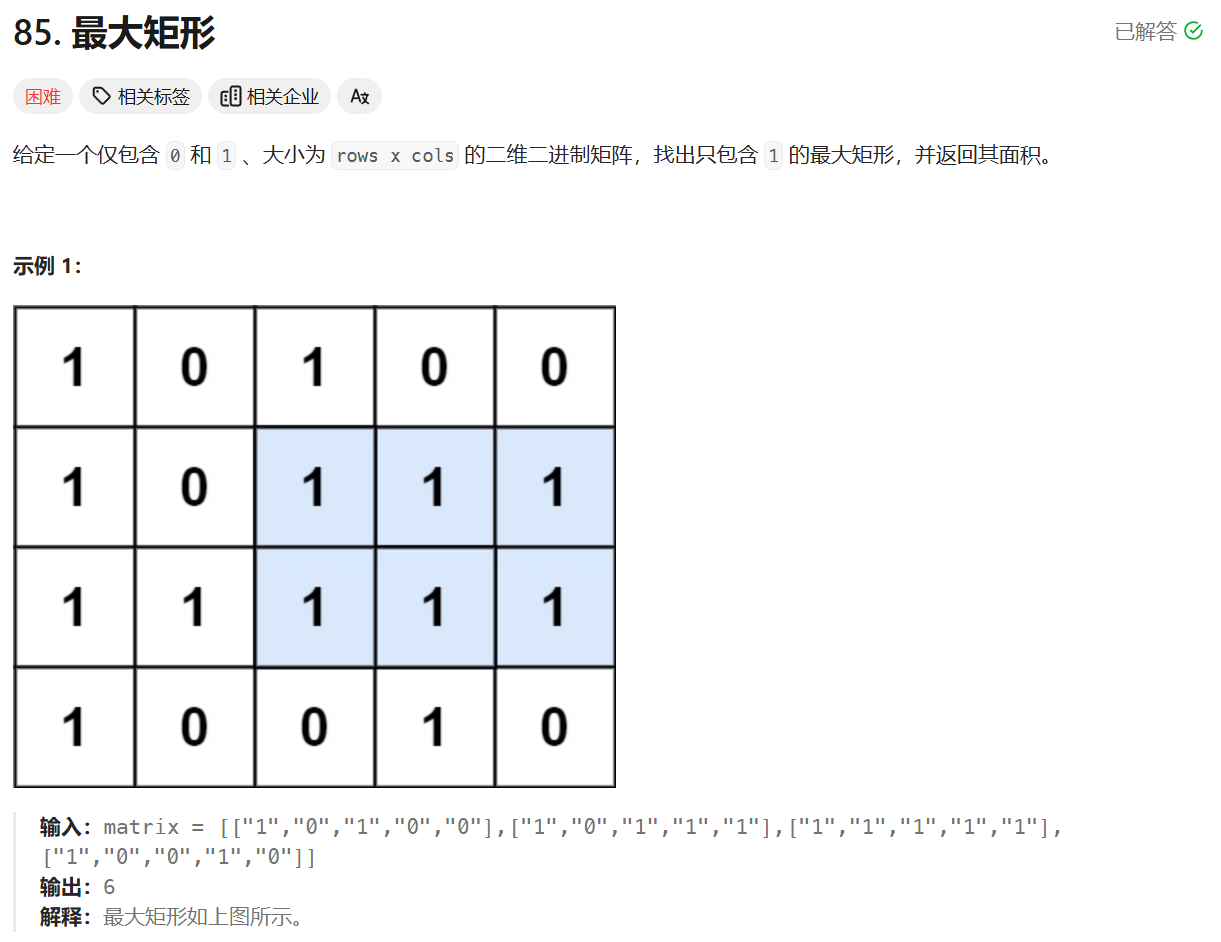 85. 最大矩形
已解答
困难 相关标签 相关企业
给定一个仅包含 0 和 1 、大小为 rows x cols 的二维二进制矩阵，找出只包含 1 的最大矩形，并返回其面积。
示例 1：
1 0 1 0 0
1 0 1 1 1
1 1 1 1 1
1 0 0 1 0
输入：matrix = [["1","0","1","0","0"],["1","0","1","1","1"],["1","1","1","1","1"],
["1","0","0","1","0"]]
输出：6
解释：最大矩形如上图所示。